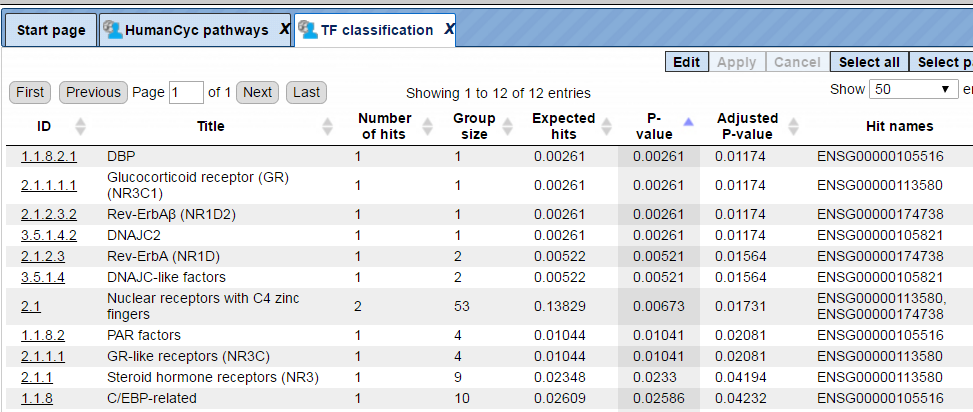 Start page HumanCyc pathways X TF classification X
Edit Apply Cancel Select all Select p
First Previous Page 1 of 1 Next Last Showing 1 to 12 of 12 entries Show 50 en
ID Title Number of hits Group size Expected hits P-value Adjusted P-value Hit names
1.1.8.2.1 DBP 1 1 0.00261 0.00261 0.01174 ENSG00000105516
2.1.1.1.1 Glucocorticoid receptor (GR) (NR3C1) 1 1 0.00261 0.00261 0.01174 ENSG00000113580
2.1.2.3.2 Rev-ErbAβ (NR1D2) 1 1 0.00261 0.00261 0.01174 ENSG00000174738
3.5.1.4.2 DNAJC2 1 1 0.00261 0.00261 0.01174 ENSG00000105821
2.1.2.3 Rev-ErbA (NR1D) 1 2 0.00522 0.00521 0.01564 ENSG00000174738
3.5.1.4 DNAJC-like factors 1 2 0.00522 0.00521 0.01564 ENSG00000105821
2.1 Nuclear receptors with C4 zinc fingers 2 53 0.13829 0.00673 0.01731 ENSG00000113580, ENSG00000174738
1.1.8.2 PAR factors 1 4 0.01044 0.01041 0.02081 ENSG00000105516
2.1.1.1 GR-like receptors (NR3C) 1 4 0.01044 0.01041 0.02081 ENSG00000113580
2.1.1 Steroid hormone receptors (NR3) 1 9 0.02348 0.0233 0.04194 ENSG00000113580
1.1.8 C/EBP-related 1 10 0.02609 0.02586 0.04232 ENSG00000105516